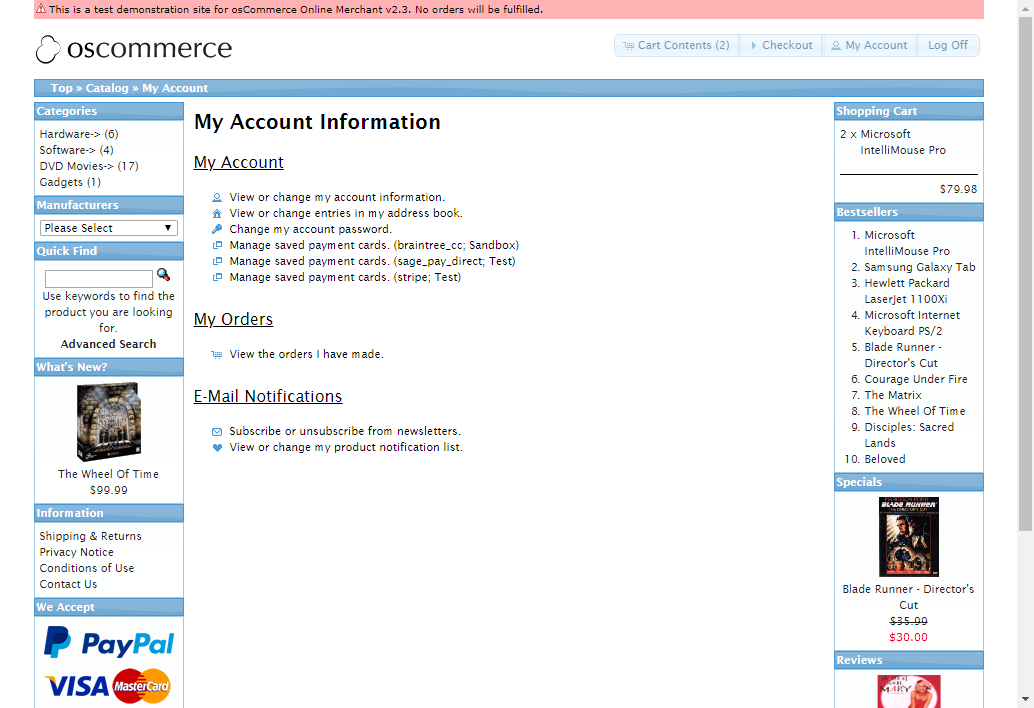 This is a test demonstration site for osCommerce Online Merchant v2.3. No orders will be fulfilled.
oscommerce
Cart Contents (2)
Checkout
My Account
Log Off
Top » Catalog » My Account
Categories
Hardware-> (6)
Software-> (4)
DVD Movies-> (17)
Gadgets (1)
Manufacturers
Please Select
Quick Find
Use keywords to find the
product you are looking
for.
Advanced Search
What's New?
The Wheel Of Time
$99.99
Information
Shipping & Returns
Privacy Notice
Conditions of Use
Contact Us
We Accept
PayPal
VISA MasterCard
My Account Information
My Account
View or change my account information.
View or change entries in my address book.
Change my account password.
Manage saved payment cards. (braintree_cc; Sandbox)
Manage saved payment cards. (sage_pay_direct; Test)
Manage saved payment cards. (stripe; Test)
My Orders
View the orders I have made.
E-Mail Notifications
Subscribe or unsubscribe from newsletters.
View or change my product notification list.
Shopping Cart
2 x Microsoft
IntelliMouse Pro
$79.98
Bestsellers
1. Microsoft
IntelliMouse Pro
2. Samsung Galaxy Tab
3. Hewlett Packard
LaserJet 1100Xi
4. Microsoft Internet
Keyboard PS/2
5. Blade Runner -
Director's Cut
6. Courage Under Fire
7. The Matrix
8. The Wheel Of Time
9. Disciples: Sacred
Lands
10. Beloved
Specials
BLADE RUNNER
Blade Runner - Director's
Cut
$35.99
$30.00
Reviews
MARY